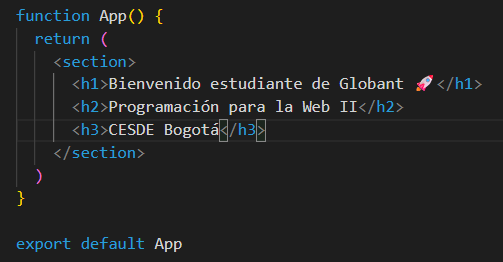 function App() {
return (
<section>
<h1>Bienvenido estudiante de Globant 🚀</h1>
<h2>Programación para la Web II</h2>
<h3>CESDE Bogotá</h3>
</section>
)
}
export default App